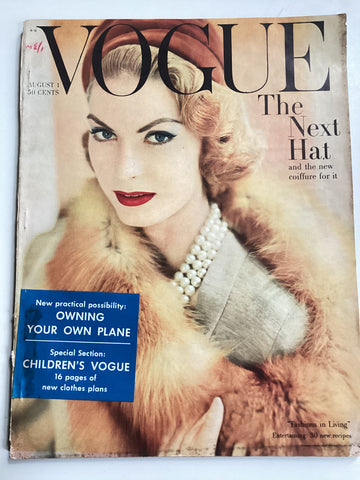 VOGUE
AUGUST 1
50 CENTS
The
Next
Hat
and the new
coiffure for it
New practical possibility:
OWNING
YOUR OWN PLANE
Special Section:
CHILDREN'S VOGUE
16 pages of
new clothes plans
"Fashions in Living"
Entertaining: 30 new recipes